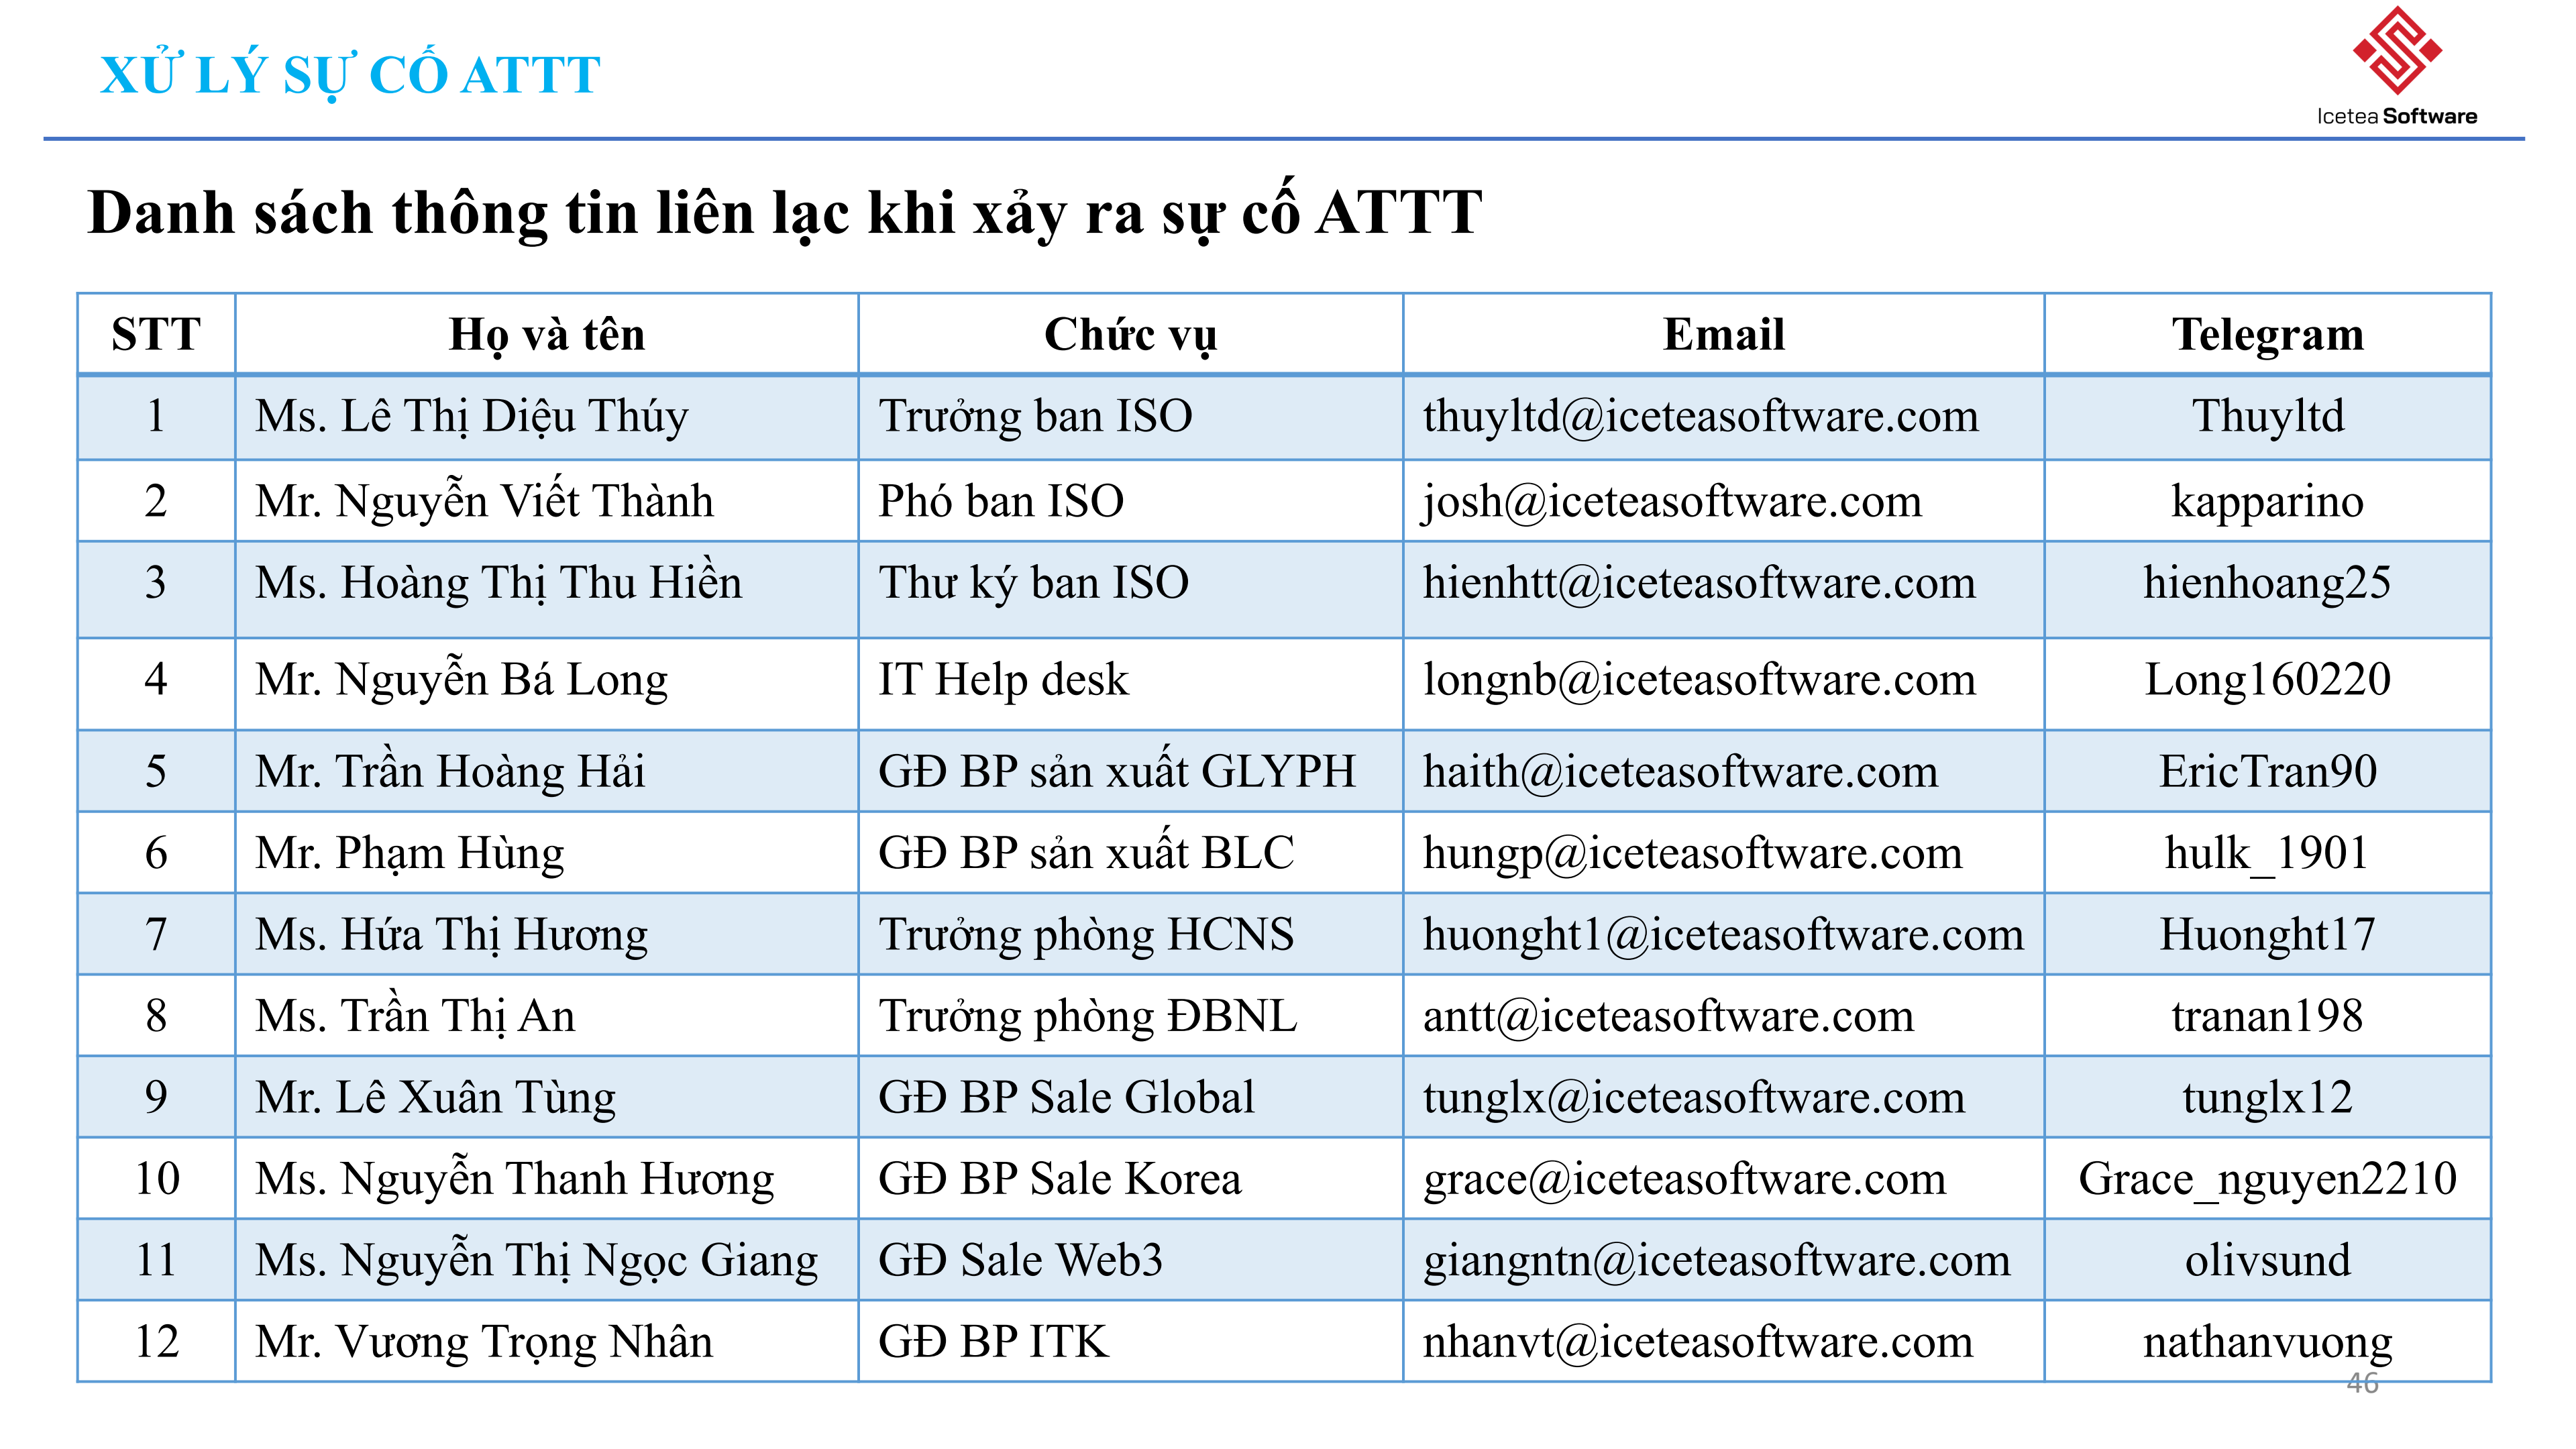 XỬ LÝ SỰ CỐ ATTT
Icetea Software
Danh sách thông tin liên lạc khi xảy ra sự cố ATTT
STT Họ và tên Chức vụ Email Telegram
1 Ms. Lê Thị Diệu Thúy Trưởng ban ISO thuyltd@iceteasoftware.com Thuyltd
2 Mr. Nguyễn Viết Thành Phó ban ISO josh@iceteasoftware.com kapparino
3 Ms. Hoàng Thị Thu Hiền Thư ký ban ISO hienhtt@iceteasoftware.com hienhoang25
4 Mr. Nguyễn Bá Long IT Help desk longnb@iceteasoftware.com Long160220
5 Mr. Trần Hoàng Hải GĐ BP sản xuất GLYPH haith@iceteasoftware.com EricTran90
6 Mr. Phạm Hùng GĐ BP sản xuất BLC hungp@iceteasoftware.com hulk_1901
7 Ms. Hứa Thị Hương Trưởng phòng HCNS huonght1@iceteasoftware.com Huonght17
8 Ms. Trần Thị An Trưởng phòng ĐBNL antt@iceteasoftware.com tranan198
9 Mr. Lê Xuân Tùng GĐ BP Sale Global tunglx@iceteasoftware.com tunglx12
10 Ms. Nguyễn Thanh Hương GĐ BP Sale Korea grace@iceteasoftware.com Grace_nguyen2210
11 Ms. Nguyễn Thị Ngọc Giang GĐ Sale Web3 giangntn@iceteasoftware.com olivsund
12 Mr. Vương Trọng Nhân GĐ BP ITK nhanvt@iceteasoftware.com nathanvuong
46